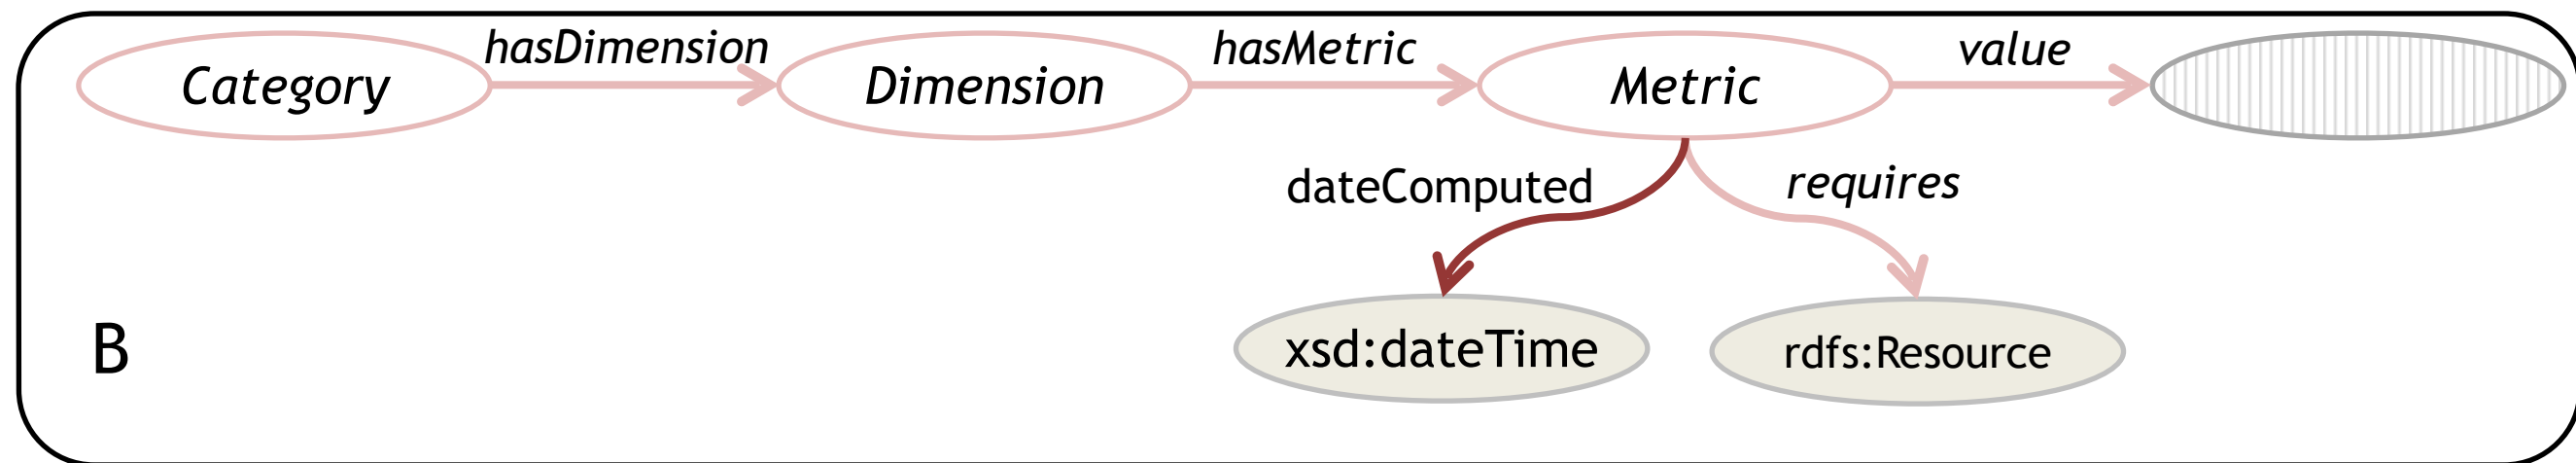 hasDimension
hasMetric
value
Category
Dimension
Metric
dateComputed
requires
B
xsd:dateTime
rdfs:Resource